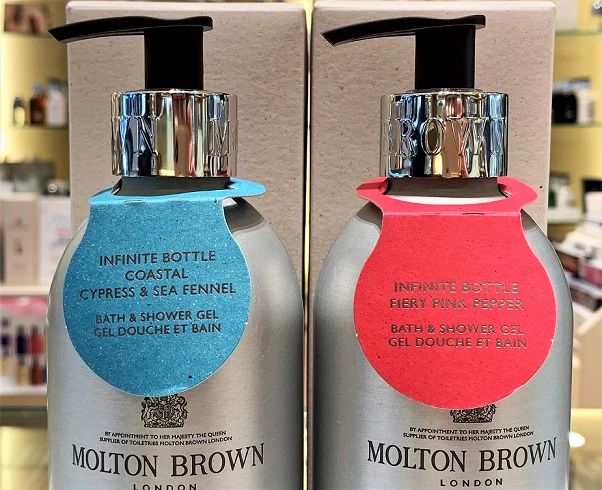 N M
ROW
INFINITE BOTTLE
COASTAL
CYPRESS & SEA FENNEL
BATH & SHOWER GEL
GEL DOUCHE ET BAIN
BY APPOINTMENT TO HER MAJESTY THE QUEEN
SUPPLIER OF TOILETRIES MOLTON BROWN LONDON
MOLTON BROWN
LONDON
INFINITE BOTTLE
FIERY PINK PEPPER
BATH & SHOWER GEL
GEL DOUCHE ET BAIN
BY APPOINTMENT TO HER MAJESTY THE QUEEN
SUPPLIER OF TOILETRIES MOLTON BROWN LONDON
MOLTON BROWN
LONDON